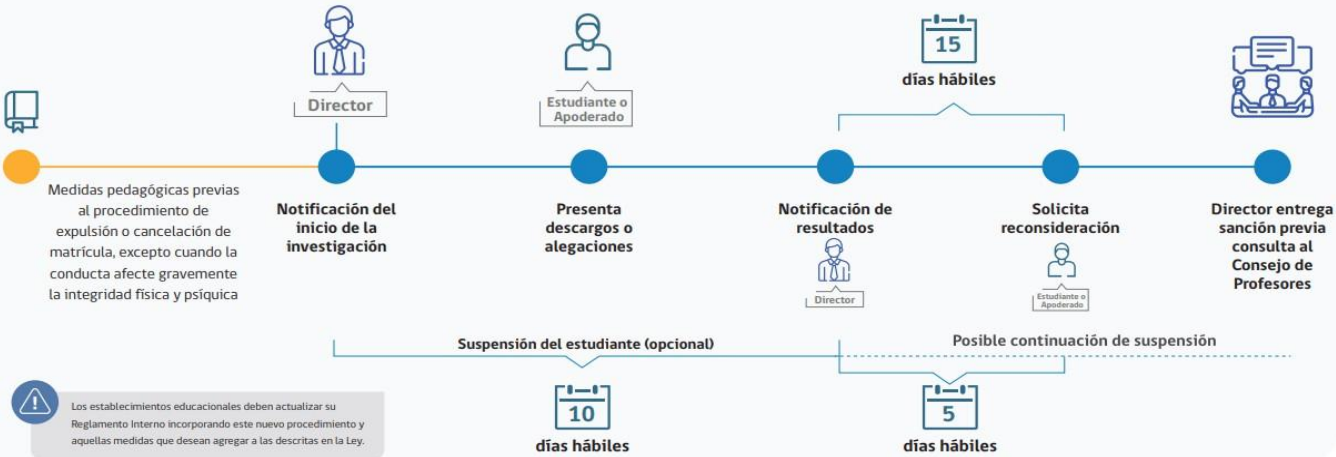 15
días hábiles
Director
Estudiante o
Apoderado
Medidas pedagógicas previas
al procedimiento de
expulsión o cancelación de
matrícula, excepto cuando la
conducta afecte gravemente
la integridad física y psíquica
Notificación del
inicio de la
investigación
Presenta
descargos o
alegaciones
Notificación de
resultados
Director
Solicita
reconsideración
Estudiante o
Apoderado
Director entrega
sanción previa
consulta al
Consejo de
Profesores
Suspensión del estudiante (opcional)
Posible continuación de suspensión
10
días hábiles
5
días hábiles
Los establecimientos educacionales deben actualizar su
Reglamento Interno incorporando este nuevo procedimiento y
aquellas medidas que desean agregar a las descritas en la Ley.